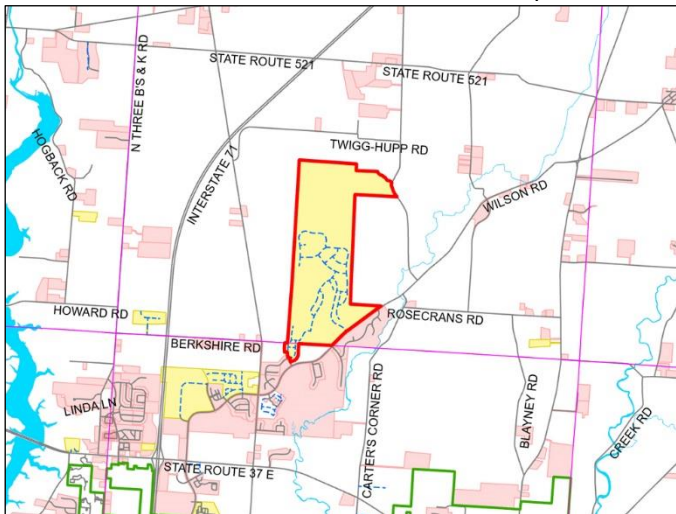 STATE ROUTE 521
STATE ROUTE 521
N THREE B'S & K RD
HOGBACK RD
INTERSTATE 71
TWIGG-HUPP RD
WILSON RD
HOWARD RD
ROSECRANS RD
BERKSHIRE RD
LINDA LN
CARTER'S CORNER RD
BLAYNEY RD
CREEK RD
STATE ROUTE 37 E